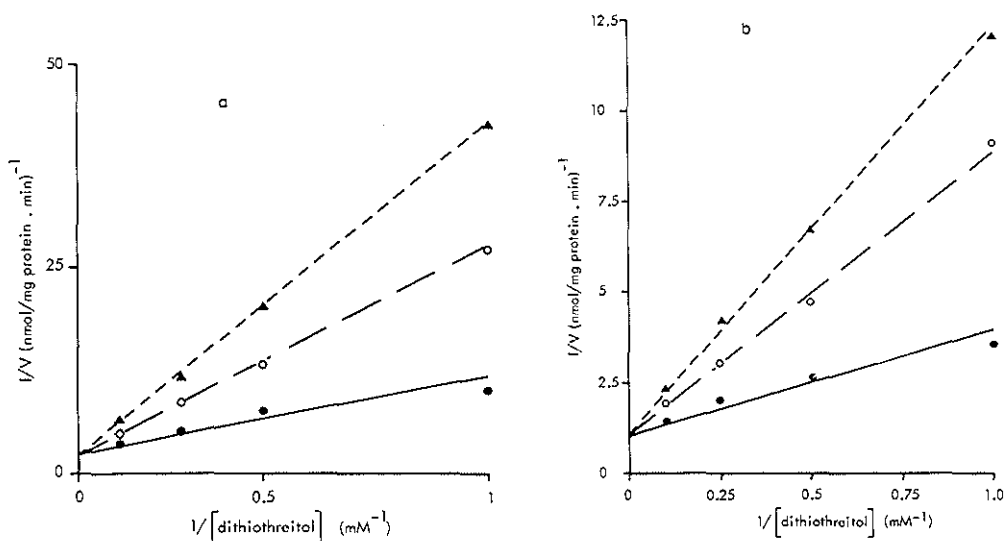 a
50
25
0
I/V (nmol/mg protein . min)⁻¹
0 0.5 1
1/[dithiothreitol] (mM⁻¹)
b
12.5
10
7.5
5
2.5
0
I/V (nmol/mg protein . min)⁻¹
0 0.25 0.5 0.75 1.0
1/[dithiothreitol] (mM⁻¹)